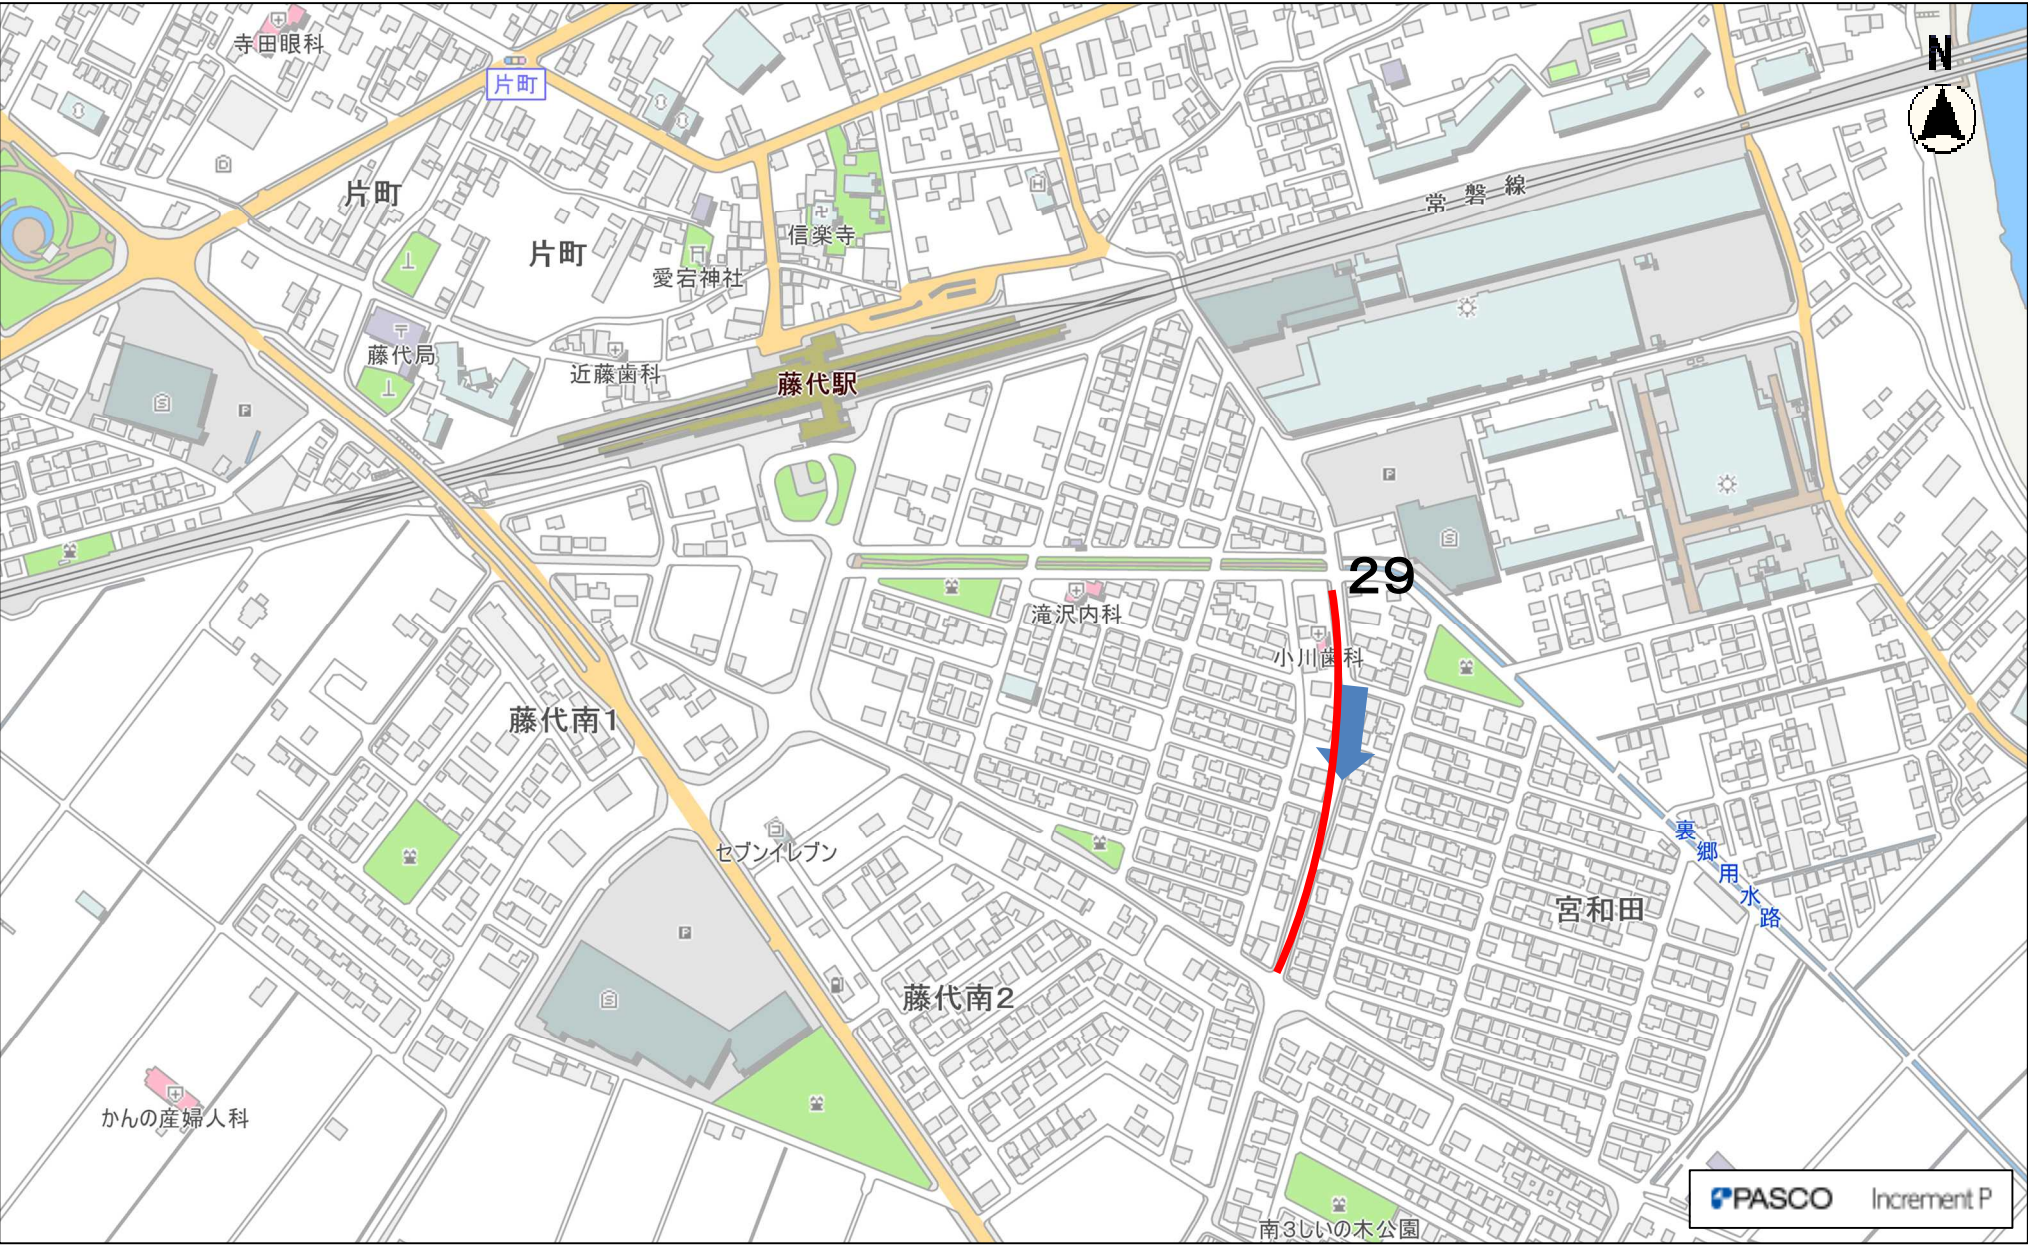 寺田眼科
N
片町
片町
常磐線
信楽寺
片町
愛宕神社
藤代局
近藤歯科
藤代駅
29
滝沢内科
小川歯科
藤代南1
セブンイレブン
裏郷用水路
宮和田
藤代南2
かんの産婦人科
南3しいの木公園
PASCO Increment P